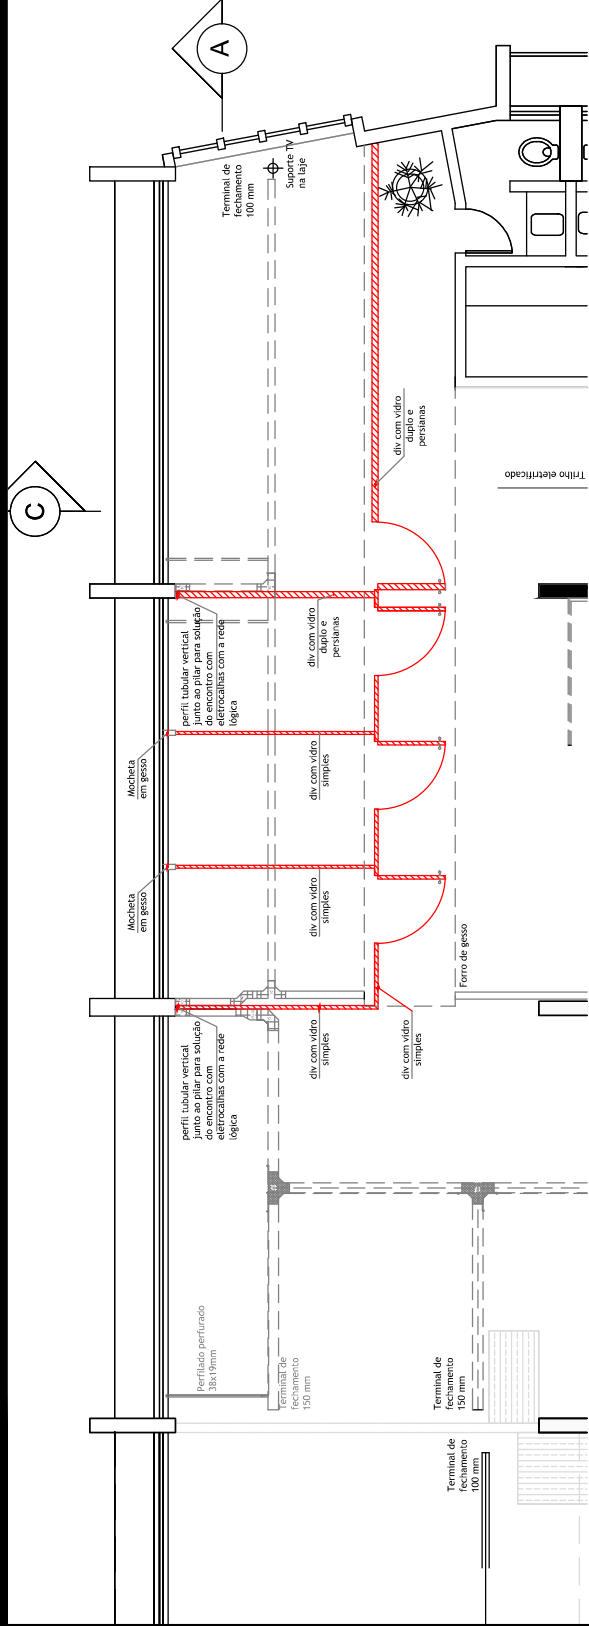 A
Terminal de
fechamento
100 mm
Suporte TV
na laje
div com vidro
duplo e
persianas
Trilho eletrificado
C
perfil tubular vertical
junto ao pilar para solução
do encontro com
eletrocalhas com a rede
lógica
div com vidro
duplo e
persianas
Mocheta
em gesso
div com vidro
simples
Mocheta
em gesso
div com vidro
simples
Forro de gesso
perfil tubular vertical
junto ao pilar para solução
do encontro com
eletrocalhas com a rede
lógica
div com vidro
simples
div com vidro
simples
Perfilado perfurado
38x19mm
Terminal de
fechamento
150 mm
Terminal de
fechamento
150 mm
Terminal de
fechamento
100 mm